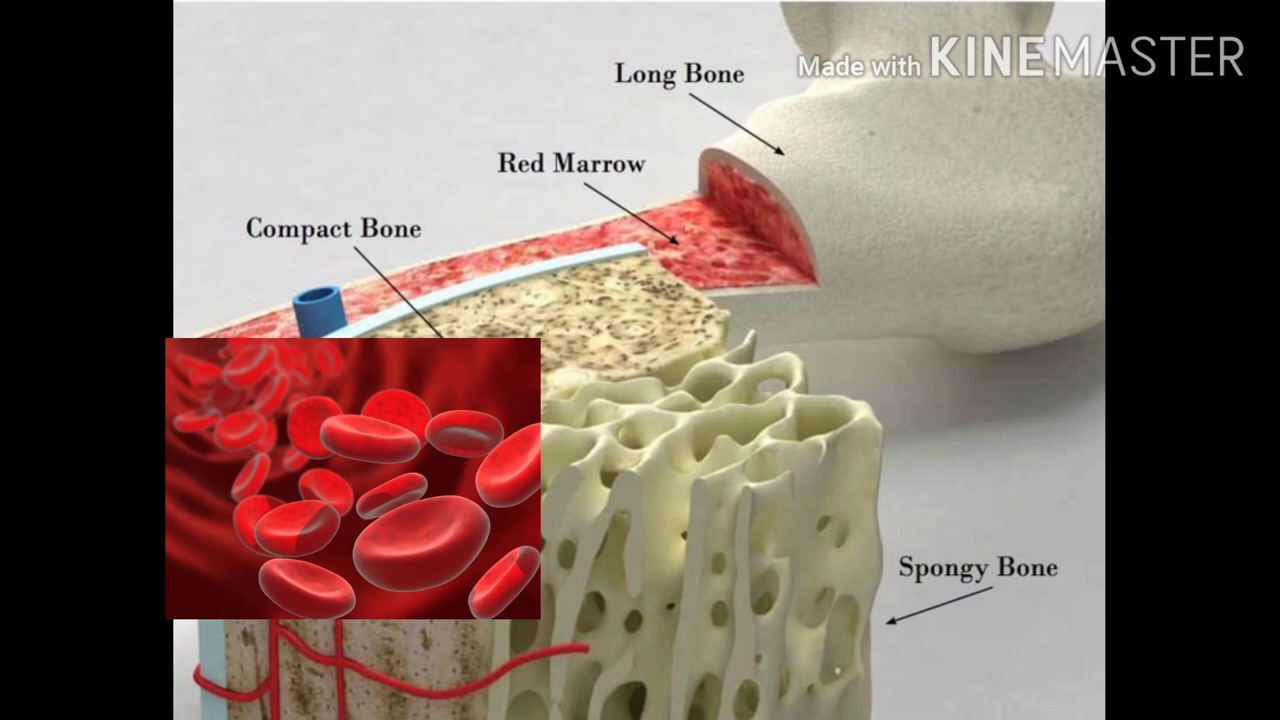 Made with KINEMASTER
Long Bone
Red Marrow
Compact Bone
Spongy Bone